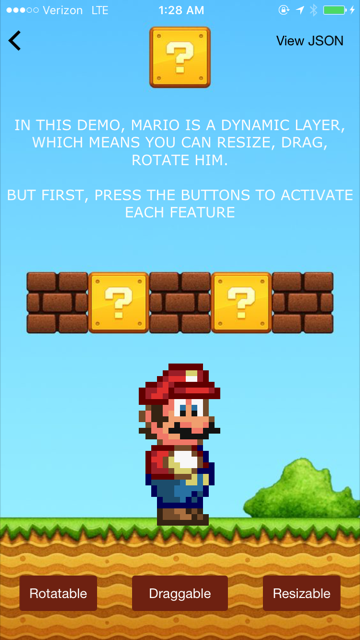 Verizon LTE 1:28 AM
View JSON
?
IN THIS DEMO, MARIO IS A DYNAMIC LAYER,
WHICH MEANS YOU CAN RESIZE, DRAG,
ROTATE HIM.
BUT FIRST, PRESS THE BUTTONS TO ACTIVATE
EACH FEATURE
? ?
Rotatable Draggable Resizable